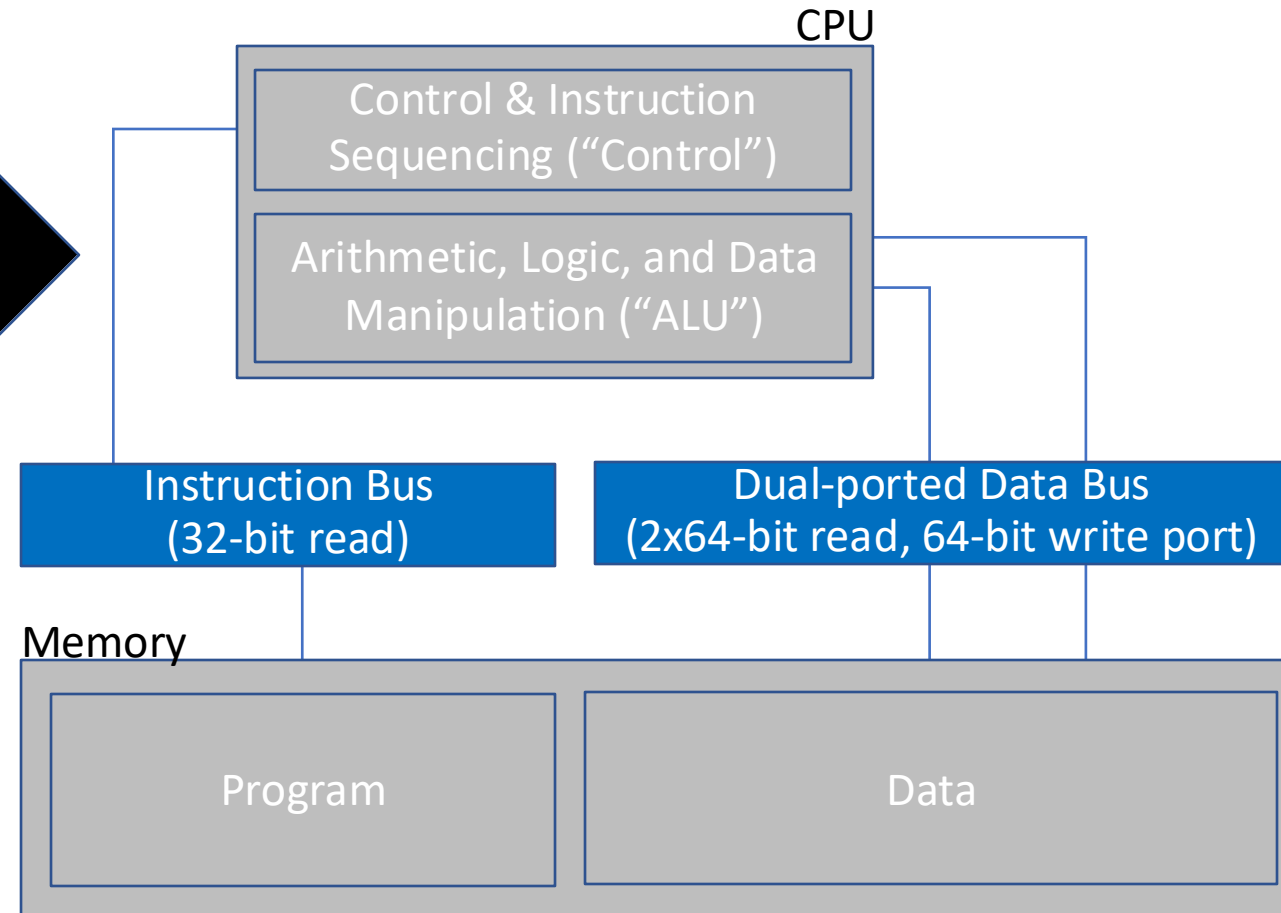 CPU
Control & Instruction
Sequencing (“Control”)
Arithmetic, Logic, and Data
Manipulation (“ALU”)
Instruction Bus
(32-bit read)
Dual-ported Data Bus
(2x64-bit read, 64-bit write port)
Memory
Program
Data